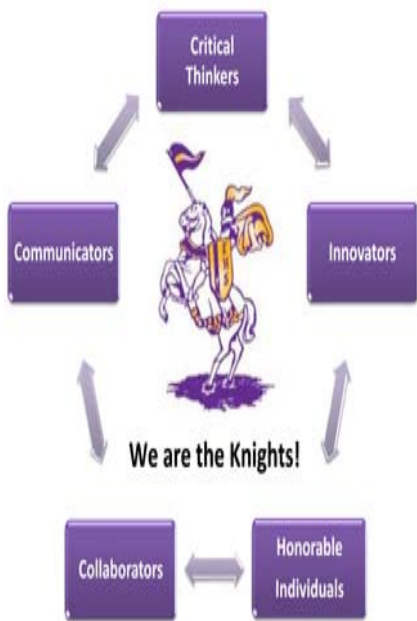 Critical
Thinkers
Communicators
Innovators
We are the Knights!
Collaborators
Honorable
Individuals